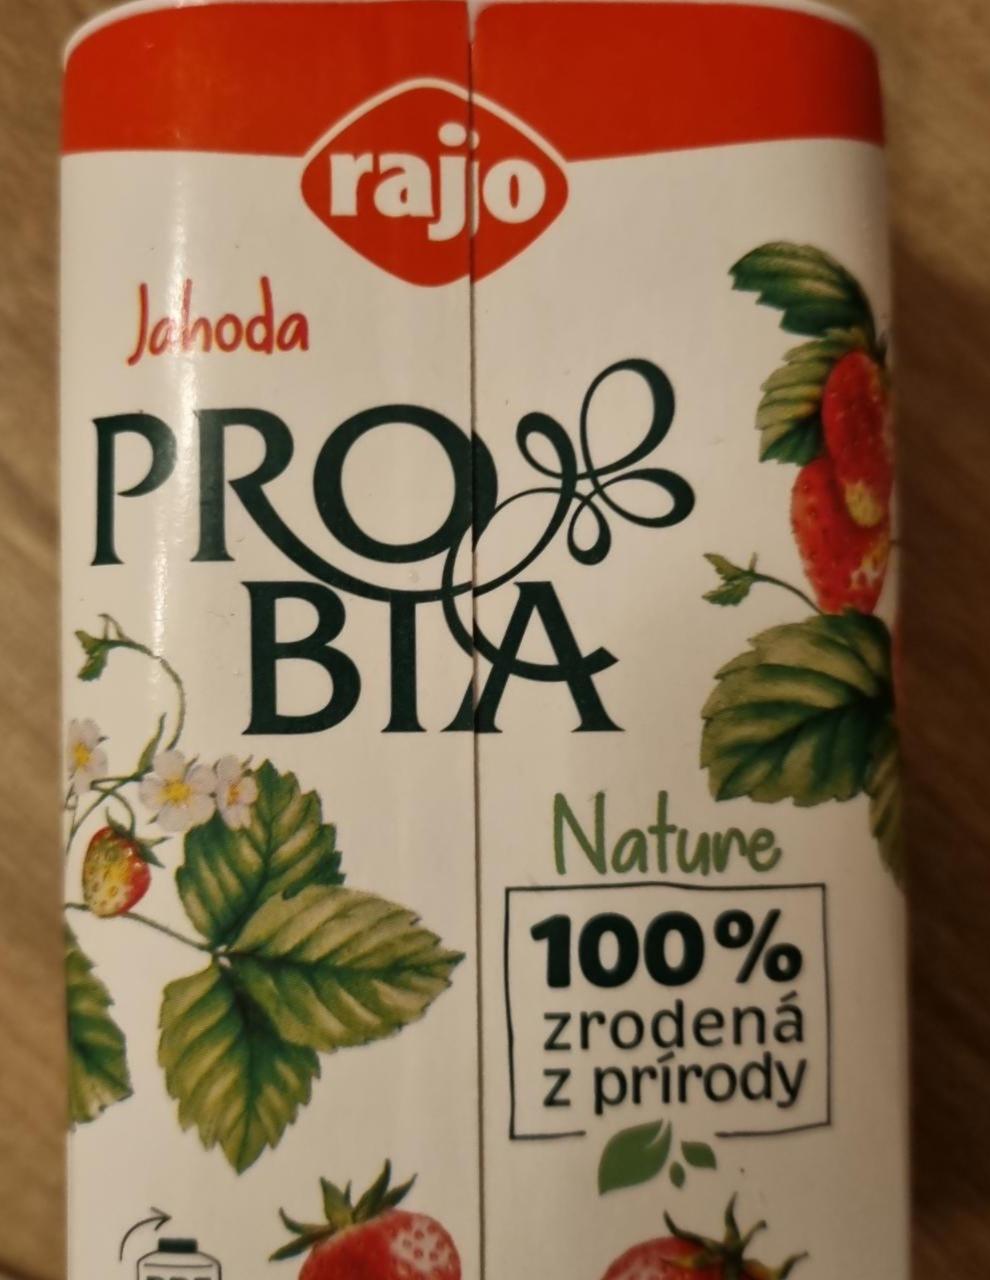 rajo
Jahoda
PRO
BIA
Nature
100%
zrodená
z prírody